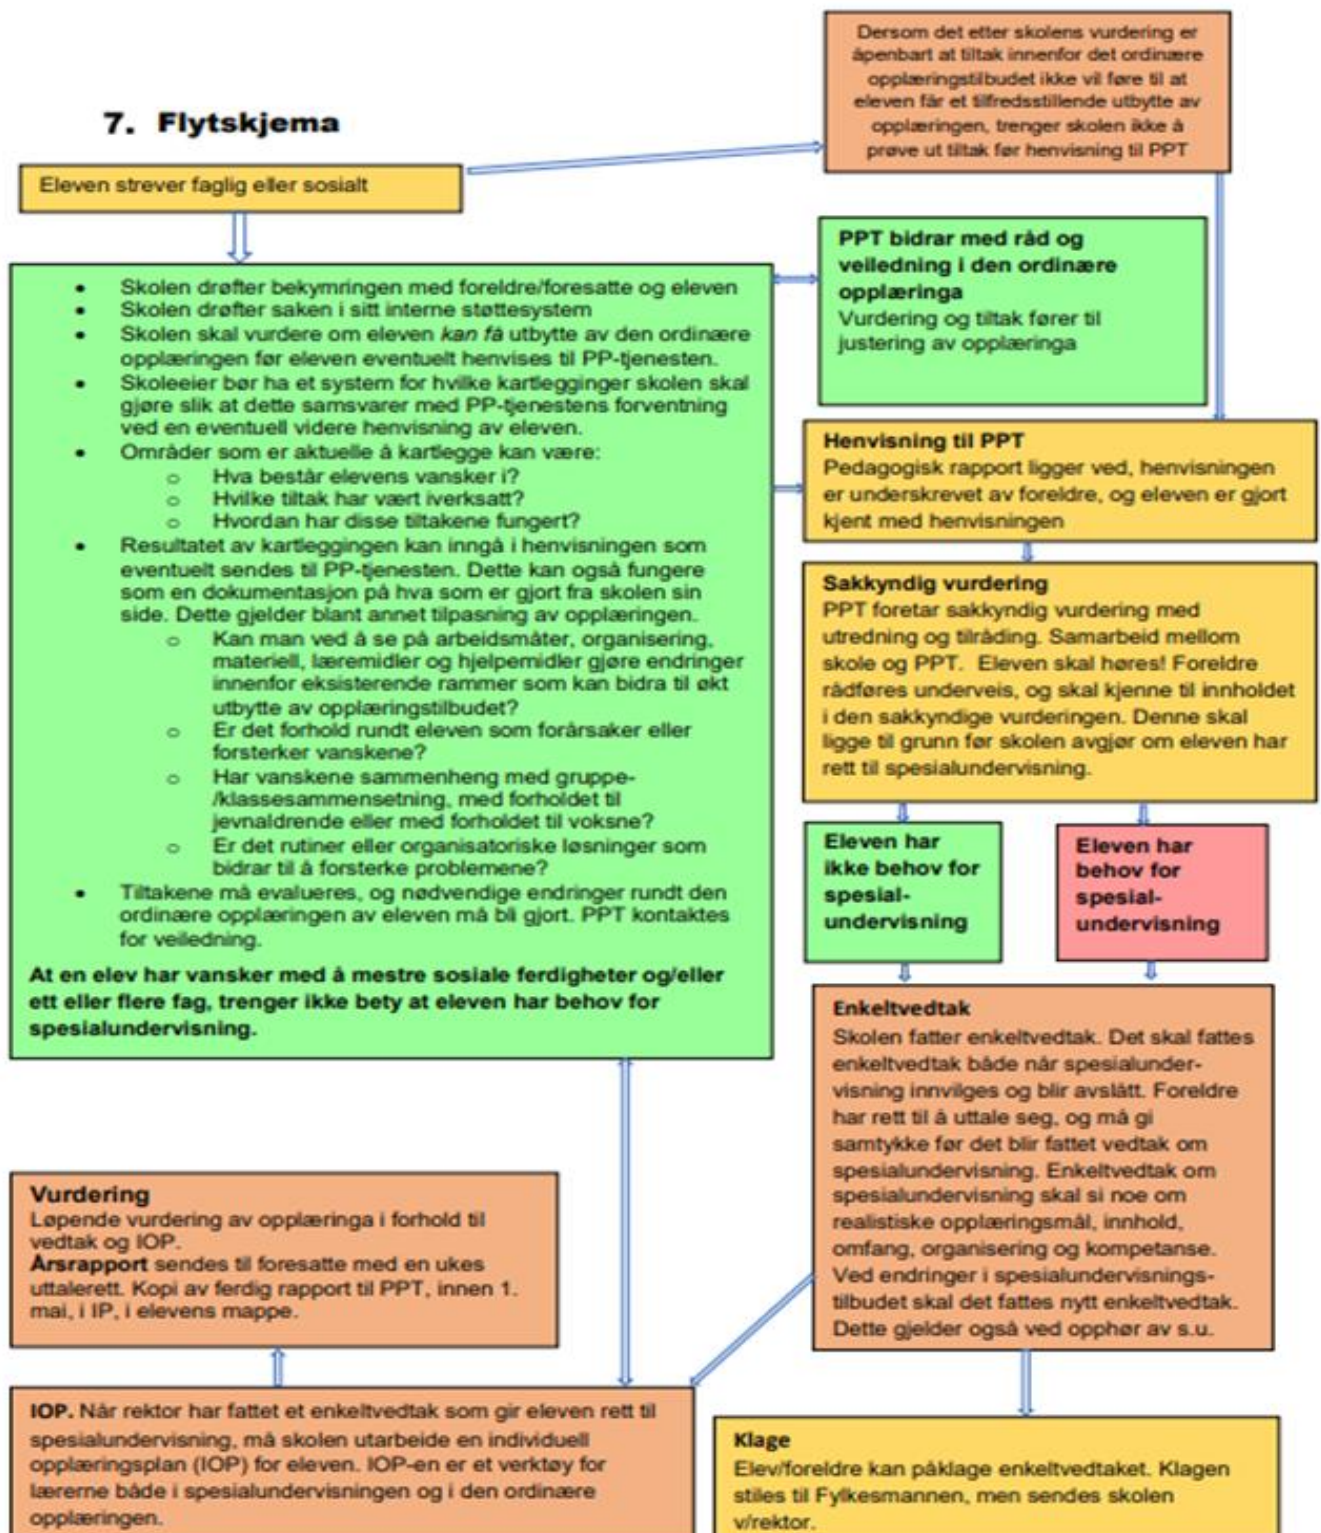 7. Flytskjema
Eleven strever faglig eller sosialt
Dersom det etter skolens vurdering er
åpenbart at tiltak innenfor det ordinære
opplæringstilbudet ikke vil føre til at
eleven får et tilfredsstillende utbytte av
opplæringen, trenger skolen ikke å
prøve ut tiltak før henvisning til PPT
• Skolen drøfter bekymringen med foreldre/foresatte og eleven
• Skolen drøfter saken i sitt interne støttesystem
• Skolen skal vurdere om eleven kan få utbytte av den ordinære
opplæringen før eleven eventuelt henvises til PP-tjenesten.
• Skoleeier bør ha et system for hvilke kartlegginger skolen skal
gjøre slik at dette samsvarer med PP-tjenestens forventning
ved en eventuell videre henvisning av eleven.
• Områder som er aktuelle å kartlegge kan være:
o Hva består elevens vansker i?
o Hvilke tiltak har vært iverksatt?
o Hvordan har disse tiltakene fungert?
• Resultatet av kartleggingen kan inngå i henvisningen som
eventuelt sendes til PP-tjenesten. Dette kan også fungere
som en dokumentasjon på hva som er gjort fra skolen sin
side. Dette gjelder blant annet tilpasning av opplæringen.
o Kan man ved å se på arbeidsmåter, organisering,
materiell, læremidler og hjelpemidler gjøre endringer
innenfor eksisterende rammer som kan bidra til økt
utbytte av opplæringstilbudet?
o Er det forhold rundt eleven som forårsaker eller
forsterker vanskene?
o Har vanskene sammenheng med gruppe-
/klassesammensetning, med forholdet til
jevnaldrende eller med forholdet til voksne?
o Er det rutiner eller organisatoriske løsninger som
bidrar til å forsterke problemene?
• Tiltakene må evalueres, og nødvendige endringer rundt den
ordinære opplæringen av eleven må bli gjort. PPT kontaktes
for veiledning.
At en elev har vansker med å mestre sosiale ferdigheter og/eller
ett eller flere fag, trenger ikke bety at eleven har behov for
spesialundervisning.
PPT bidrar med råd og
veiledning i den ordinære
opplæringa
Vurdering og tiltak fører til
justering av opplæringa
Henvisning til PPT
Pedagogisk rapport ligger ved, henvisningen
er underskrevet av foreldre, og eleven er gjort
kjent med henvisningen
Sakkyndig vurdering
PPT foretar sakkyndig vurdering med
utredning og tilråding. Samarbeid mellom
skole og PPT. Eleven skal høres! Foreldre
rådføres underveis, og skal kjenne til innholdet
i den sakkyndige vurderingen. Denne skal
ligge til grunn før skolen avgjør om eleven har
rett til spesialundervisning.
Eleven har
ikke behov for
spesial-
undervisning
Eleven har
behov for
spesial-
undervisning
Enkeltvedtak
Skolen fatter enkeltvedtak. Det skal fattes
enkeltvedtak både når spesialunder-
visning innvilges og blir avslått. Foreldre
har rett til å uttale seg, og må gi
samtykke før det blir fattet vedtak om
spesialundervisning. Enkeltvedtak om
spesialundervisning skal si noe om
realistiske opplæringsmål, innhold,
omfang, organisering og kompetanse.
Ved endringer i spesialundervisnings-
tilbudet skal det fattes nytt enkeltvedtak.
Dette gjelder også ved opphør av s.u.
Vurdering
Løpende vurdering av opplæringa i forhold til
vedtak og IOP.
Årsrapport sendes til foresatte med en ukes
uttalerett. Kopi av ferdig rapport til PPT, innen 1.
mai, i IP, i elevens mappe.
IOP. Når rektor har fattet et enkeltvedtak som gir eleven rett til
spesialundervisning, må skolen utarbeide en individuell
opplæringsplan (IOP) for eleven. IOP-en er et verktøy for
lærerne både i spesialundervisningen og i den ordinære
opplæringen.
Klage
Elev/foreldre kan påklage enkeltvedtaket. Klagen
stiles til Fylkesmannen, men sendes skolen
v/rektor.